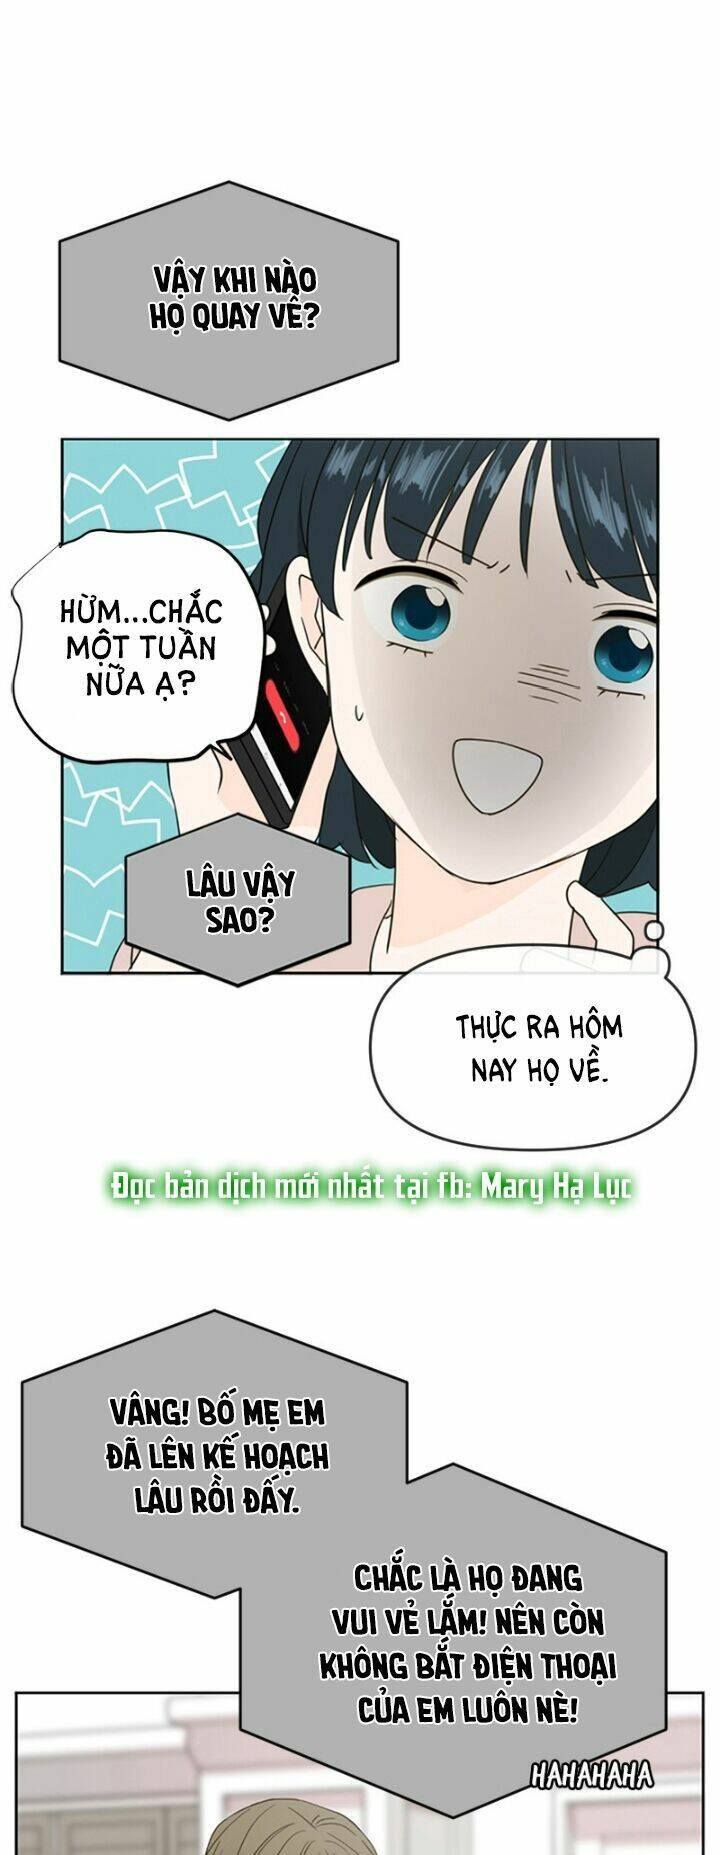 VẬY KHI NÀO
HỌ QUAY VỀ?
HỪM...CHẮC
MỘT TUẦN
NỮA Ạ?
LÂU VẬY
SAO?
THỰC RA HÔM
NAY HỌ VỀ.
Đọc bản dịch mới nhất tại fb: Mary Hạ Lục
VÂNG! BỐ MẸ EM
ĐÃ LÊN KẾ HOẠCH
LÂU RỒI ĐẤY.
CHẮC LÀ HỌ ĐANG
VUI VẺ LẮM! NÊN CÒN
KHÔNG BẮT ĐIỆN THOẠI
CỦA EM LUÔN NÈ!
HAHAHAHA